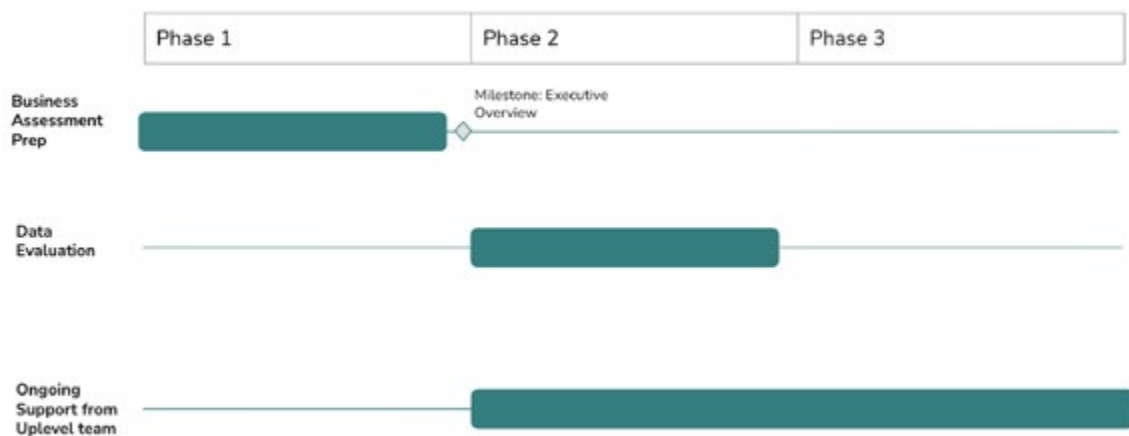 Phase 1
Phase 2
Phase 3
Business
Assessment
Prep
Milestone: Executive
Overview
Data
Evaluation
Ongoing
Support from
Uplevel team